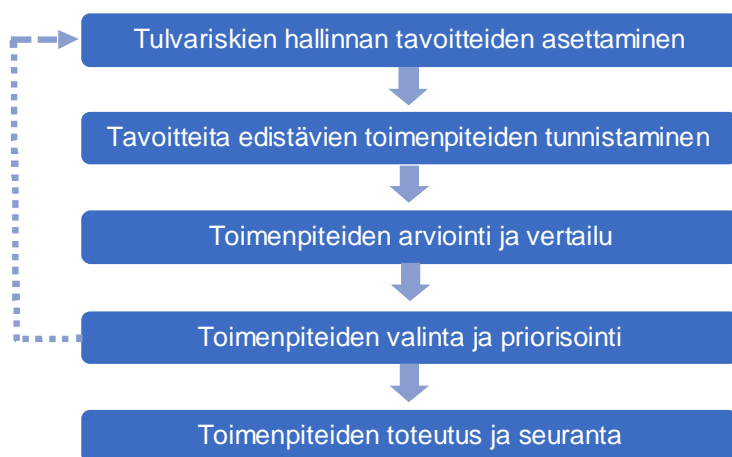 Tulvariskien hallinnan tavoitteiden asettaminen
Tavoitteita edistävien toimenpiteiden tunnistaminen
Toimenpiteiden arviointi ja vertailu
Toimenpiteiden valinta ja priorisointi
Toimenpiteiden toteutus ja seuranta